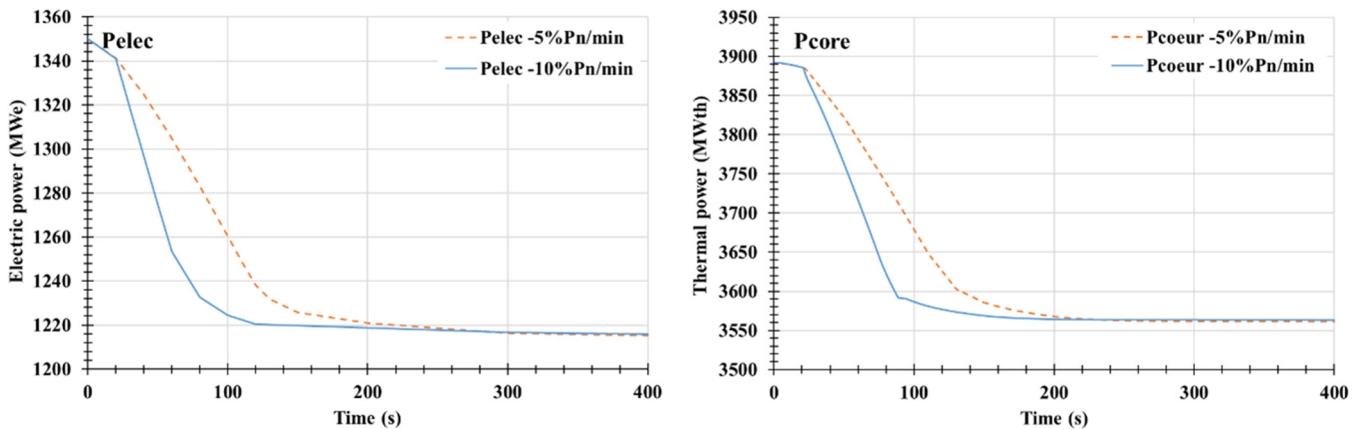 Pelec
Pelec -5%Pn/min
Pelec -10%Pn/min
Electric power (MWe)
1360
1340
1320
1300
1280
1260
1240
1220
1200
0 100 200 300 400
Time (s)
Pcore
Pcoeur -5%Pn/min
Pcoeur -10%Pn/min
Thermal power (MWth)
3950
3900
3850
3800
3750
3700
3650
3600
3550
3500
0 100 200 300 400
Time (s)